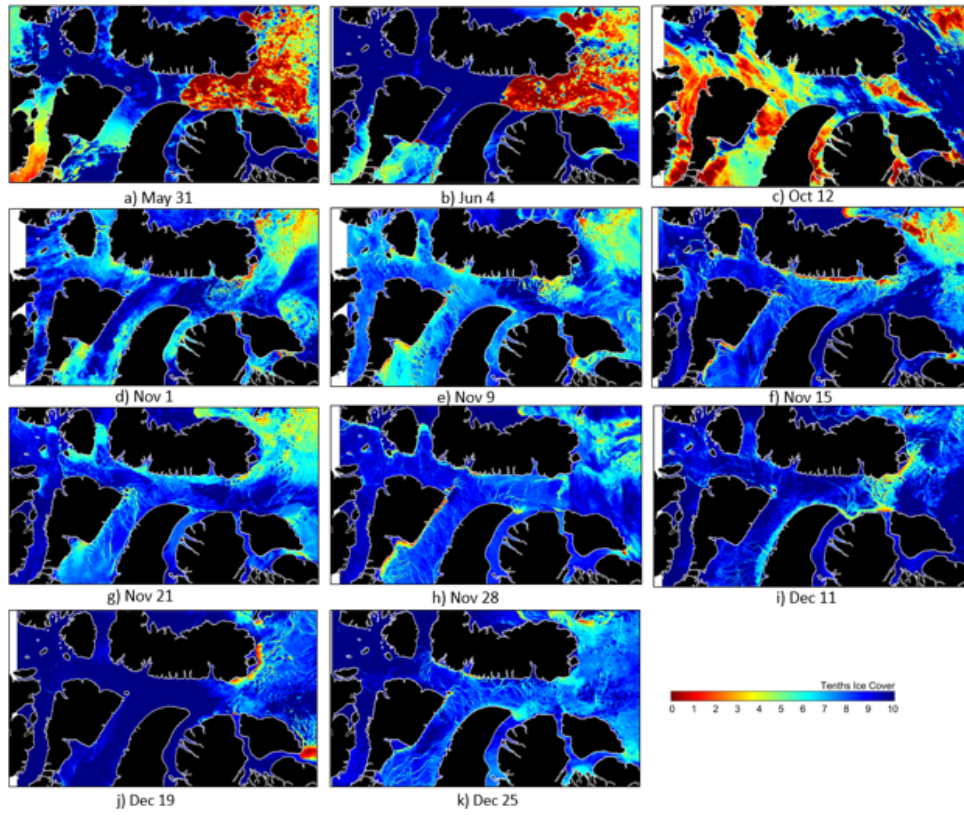 a) May 31
b) Jun 4
c) Oct 12
d) Nov 1
e) Nov 9
f) Nov 15
g) Nov 21
h) Nov 28
i) Dec 11
Tenths Ice Cover
0 1 2 3 4 5 6 7 8 9 10
j) Dec 19
k) Dec 25